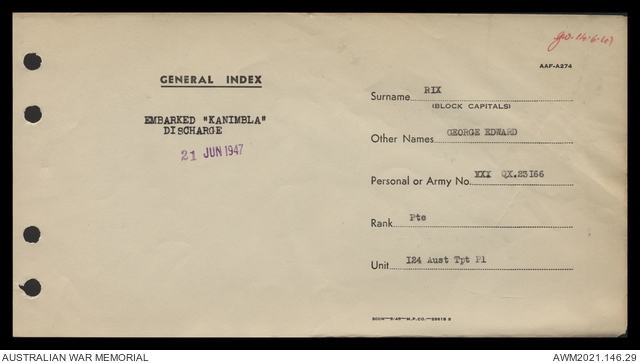 AAF-A274
GENERAL INDEX
EMBARKED "KANIMBLA"
DISCHARGE
21 JUN 1947
Surname RIX
(BLOCK CAPITALS)
Other Names GEORGE EDWARD
Personal or Army No. YXX QX.23166
Rank Pte
Unit 124 Aust Tpt Pl
AUSTRALIAN WAR MEMORIAL
AWM2021.146.29